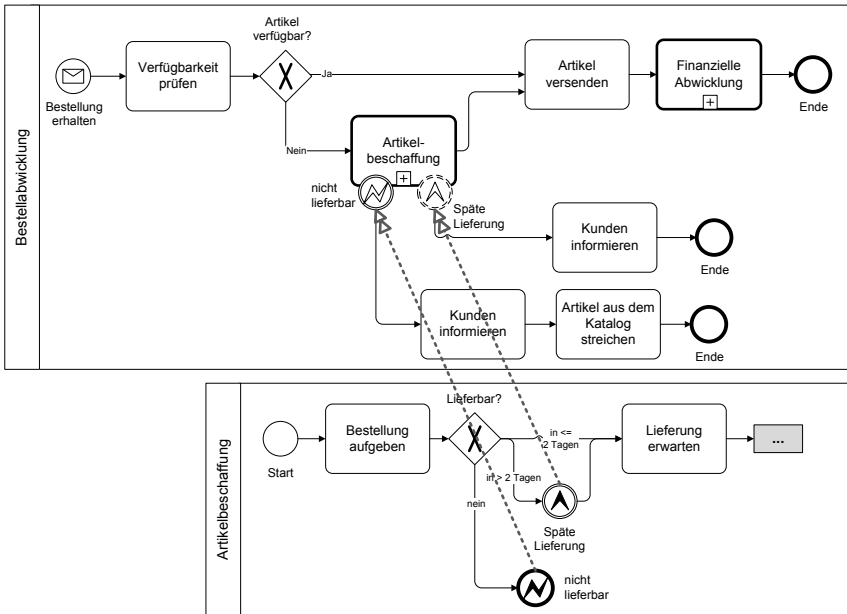 Bestellabwicklung
Artikel
verfügbar?
Bestellung
erhalten
Verfügbarkeit
prüfen
Ja
Nein
Artikel
versenden
Finanzielle
Abwicklung
Ende
Artikel-
beschaffung
nicht
lieferbar
Späte
Lieferung
Kunden
informieren
Ende
Kunden
informieren
Artikel aus dem
Katalog
streichen
Ende
Artikelbeschaffung
Lieferbar?
Start
Bestellung
aufgeben
in <=
2 Tagen
in > 2 Tagen
nein
Lieferung
erwarten
...
Späte
Lieferung
nicht
lieferbar